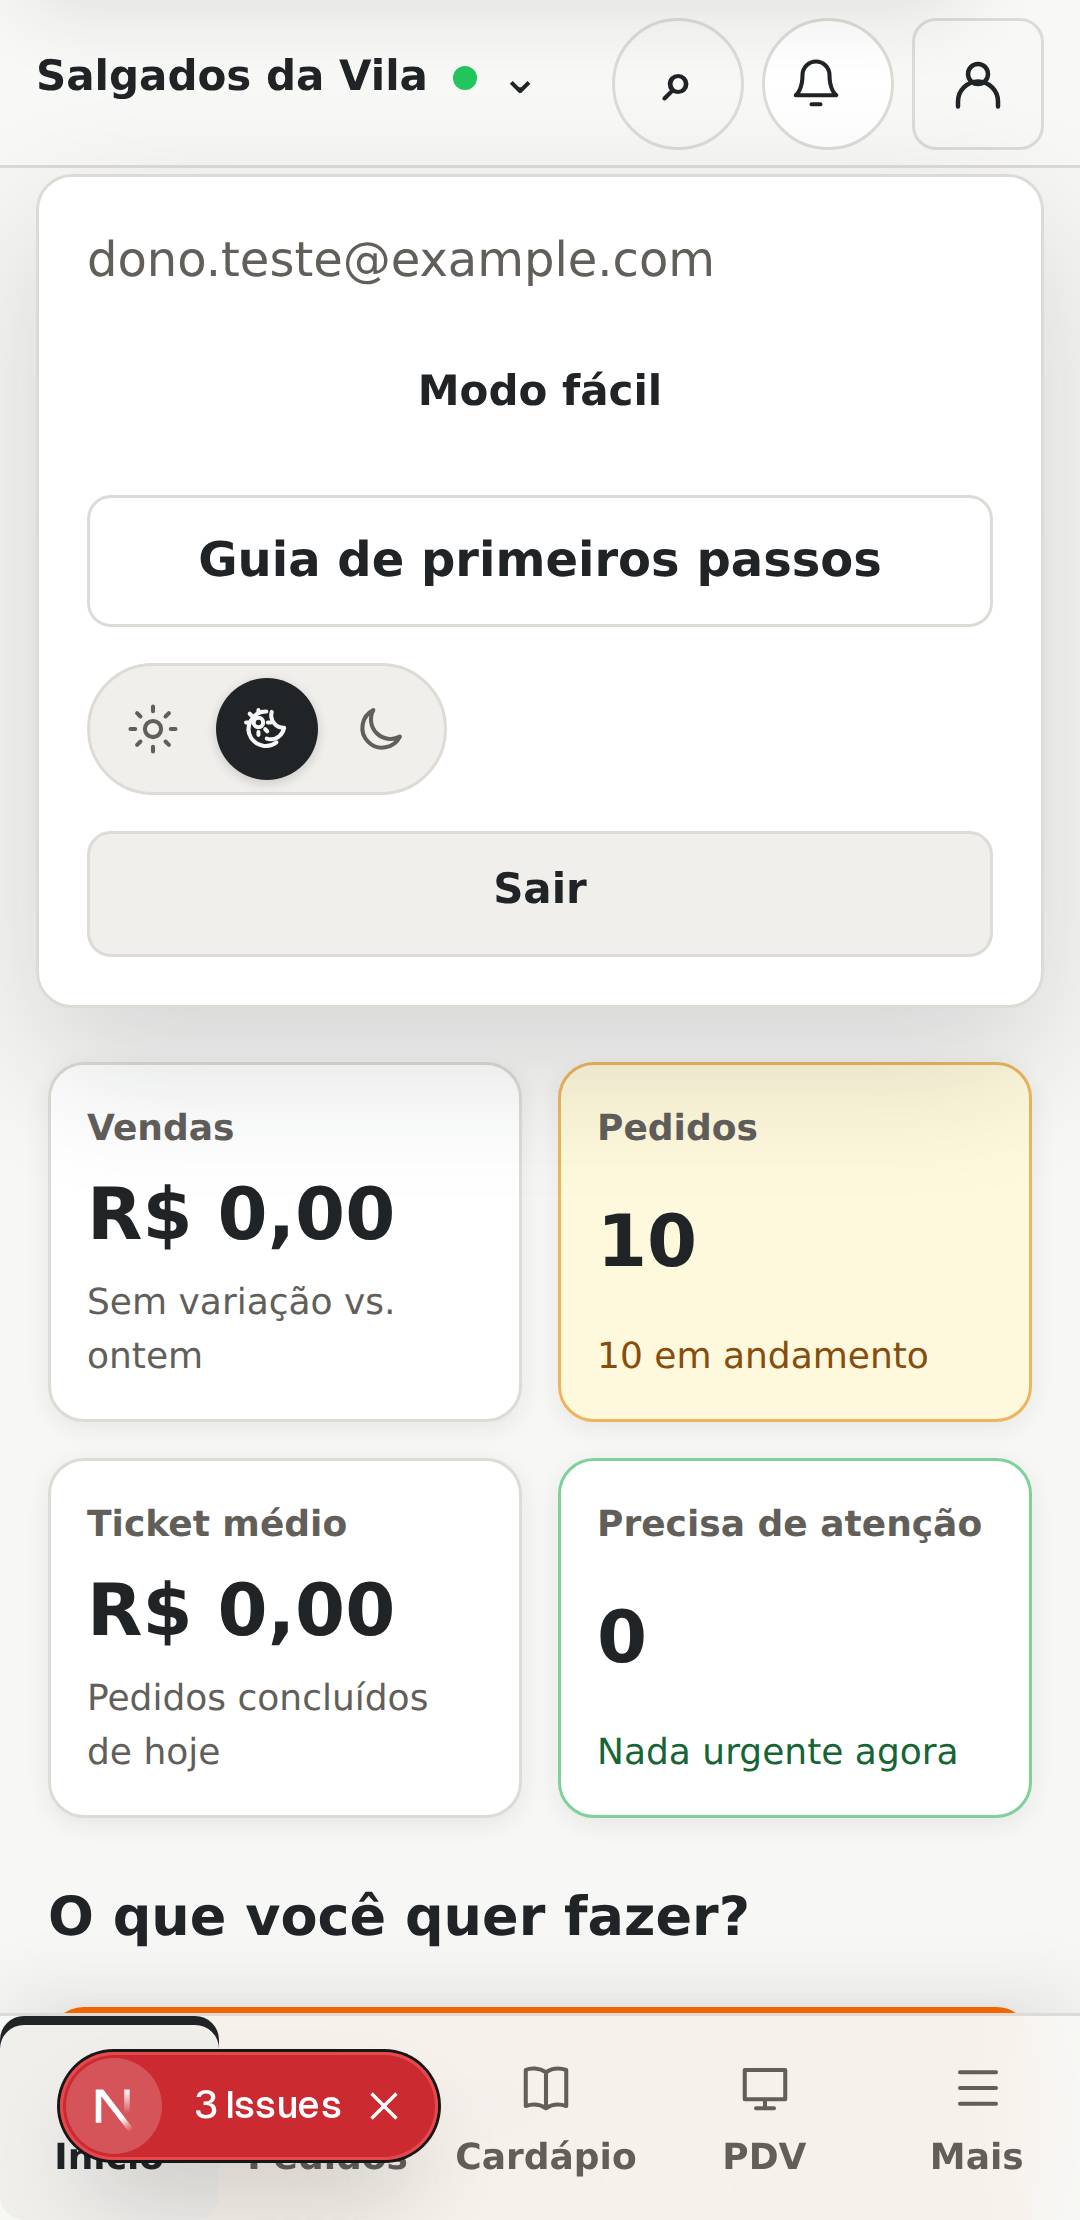 Salgados da Vila
dono.teste@example.com
Modo fácil
Guia de primeiros passos
Sair
Vendas
R$ 0,00
Sem variação vs.
ontem
Pedidos
10
10 em andamento
Ticket médio
R$ 0,00
Pedidos concluídos
de hoje
Precisa de atenção
0
Nada urgente agora
O que você quer fazer?
N
3 Issues
Início
Pedidos
Cardápio
PDV
Mais